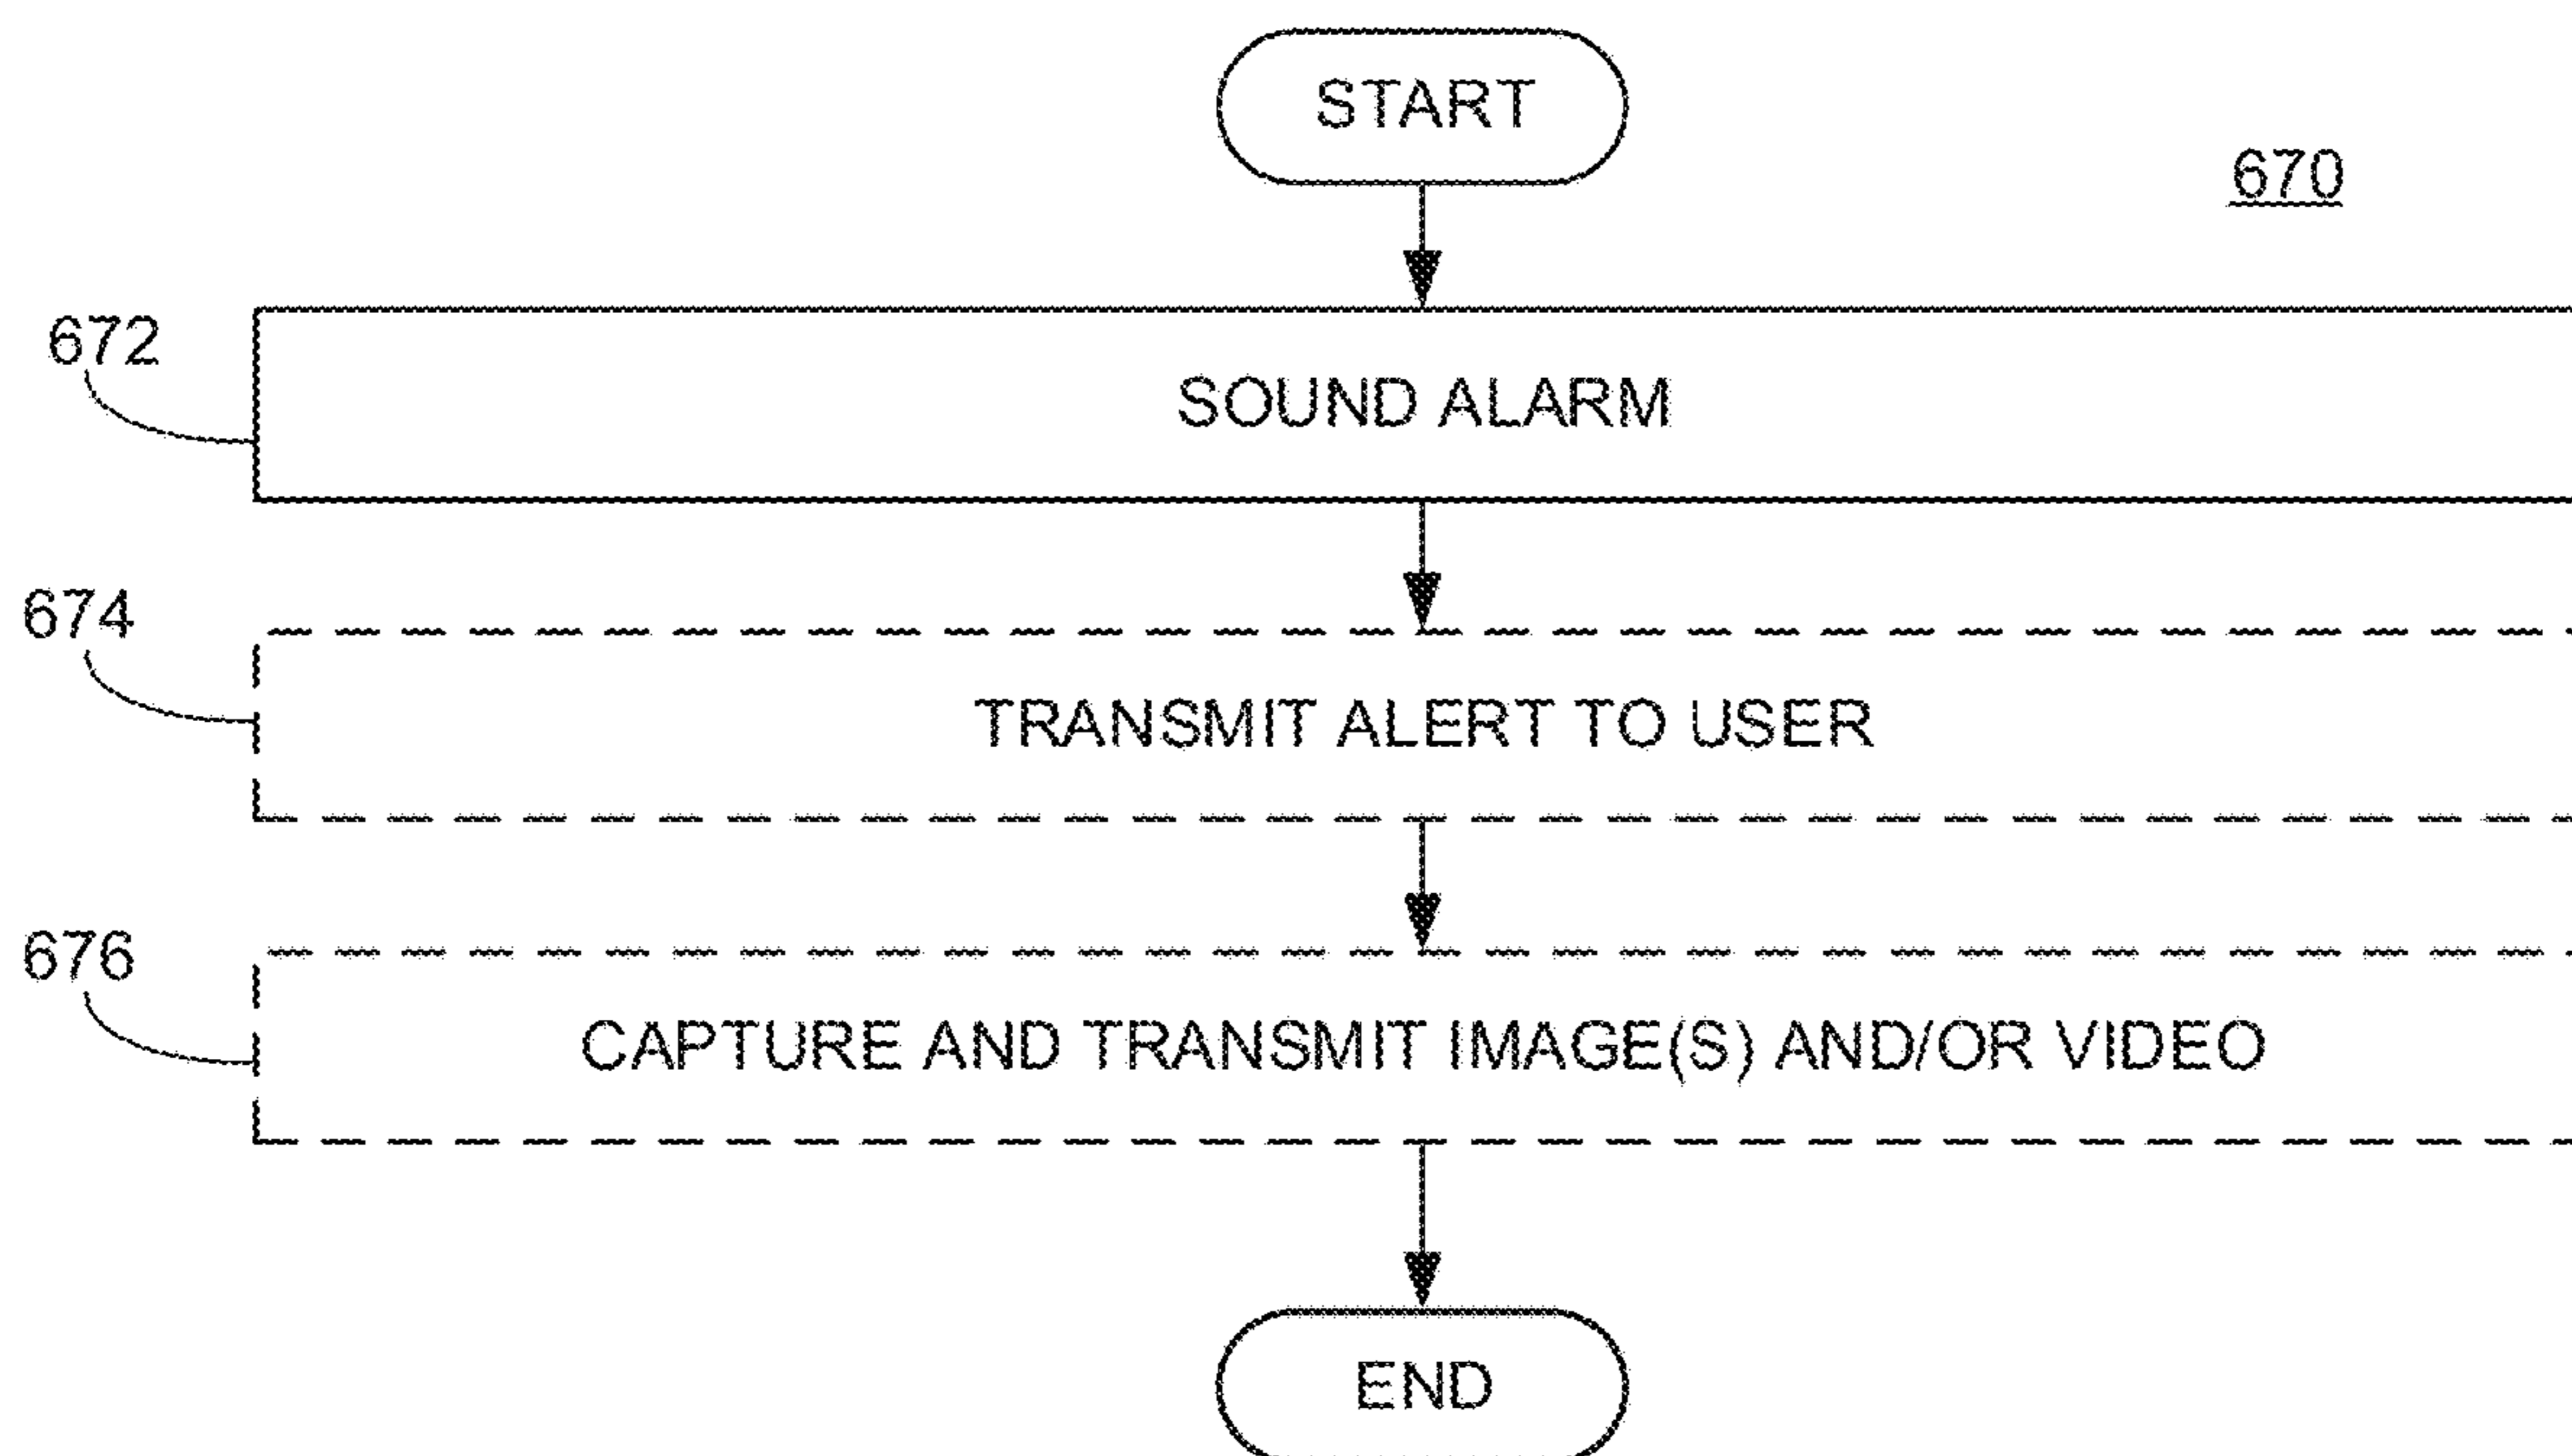 START
670
672
SOUND ALARM
674
TRANSMIT ALERT TO USER
676
CAPTURE AND TRANSMIT IMAGE(S) AND/OR VIDEO
END